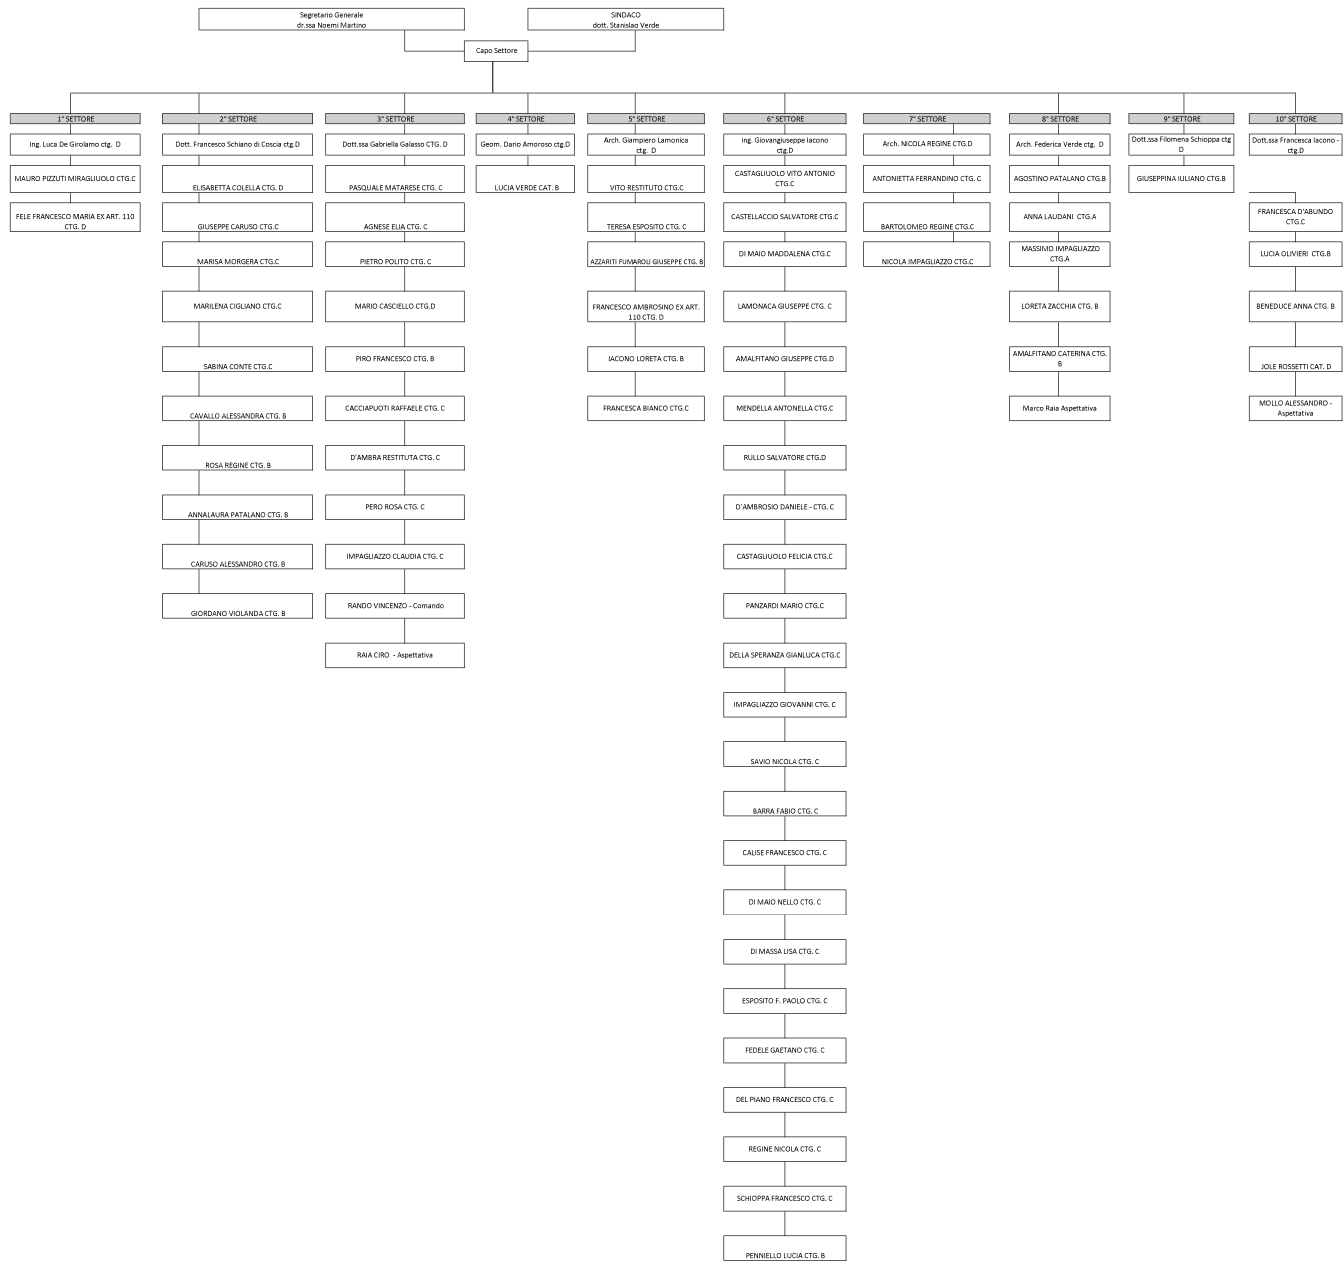 Segretario Generale
dr.ssa Noemi Martino
SINDACO
dott. Stanislao Verde
Capo Settore
1° SETTORE
Ing. Luca De Girolamo ctg. D
MAURO PIZZUTI MIRAGLIUOLO CTG.C
FELE FRANCESCO MARIA EX ART. 110
CTG. D
2° SETTORE
Dott. Francesco Schiano di Coscia ctg.D
ELISABETTA COLELLA CTG. D
GIUSEPPE CARUSO CTG.C
MARISA MORGERA CTG.C
MARILENA CIGLIANO CTG.C
SABINA CONTE CTG.C
CAVALLO ALESSANDRA CTG. B
ROSA REGINE CTG. B
ANNALAURA PATALANO CTG. B
CARUSO ALESSANDRO CTG. B
GIORDANO VIOLANDA CTG. B
3° SETTORE
Dott.ssa Gabriella Galasso CTG. D
PASQUALE MATARESE CTG. C
AGNESE ELIA CTG. C
PIETRO POLITO CTG. C
MARIO CASCIELLO CTG.D
PIRO FRANCESCO CTG. B
CACCIAPUOTI RAFFAELE CTG. C
D'AMBRA RESTITUTA CTG. C
PERO ROSA CTG. C
IMPAGLIAZZO CLAUDIA CTG. C
RANDO VINCENZO - Comando
RAIA CIRO - Aspettativa
4° SETTORE
Geom. Dario Amoroso ctg.D
LUCIA VERDE CAT. B
5° SETTORE
Arch. Giampiero Lamonica
ctg. D
VITO RESTITUTO CTG.C
TERESA ESPOSITO CTG. C
AZZARITI FUMAROLI GIUSEPPE CTG. B
FRANCESCO AMBROSINO EX ART.
110 CTG. D
IACONO LORETA CTG. B
FRANCESCA BIANCO CTG.C
6° SETTORE
ing. Giovangiuseppe Iacono
ctg.D
CASTAGLIUOLO VITO ANTONIO
CTG.C
CASTELLACCIO SALVATORE CTG.C
DI MAIO MADDALENA CTG.C
LAMONACA GIUSEPPE CTG. C
AMALFITANO GIUSEPPE CTG.D
MENDELLA ANTONELLA CTG.C
RULLO SALVATORE CTG.D
D'AMBROSIO DANIELE - CTG. C
CASTAGLIUOLO FELICIA CTG.C
PANZARDI MARIO CTG.C
DELLA SPERANZA GIANLUCA CTG.C
IMPAGLIAZZO GIOVANNI CTG. C
SAVIO NICOLA CTG. C
BARRA FABIO CTG. C
CALISE FRANCESCO CTG. C
DI MAIO NELLO CTG. C
DI MASSA LISA CTG. C
ESPOSITO F. PAOLO CTG. C
FEDELE GAETANO CTG. C
DEL PIANO FRANCESCO CTG. C
REGINE NICOLA CTG. C
SCHIOPPA FRANCESCO CTG. C
PENNIELLO LUCIA CTG. B
7° SETTORE
Arch. NICOLA REGINE CTG.D
ANTONIETTA FERRANDINO CTG. C
BARTOLOMEO REGINE CTG.C
NICOLA IMPAGLIAZZO CTG.C
8° SETTORE
Arch. Federica Verde ctg. D
AGOSTINO PATALANO CTG.B
ANNA LAUDANI CTG.A
MASSIMO IMPAGLIAZZO
CTG.A
LORETA ZACCHIA CTG. B
AMALFITANO CATERINA CTG.
B
Marco Raia Aspettativa
9° SETTORE
Dott.ssa Filomena Schioppa ctg
D
GIUSEPPINA IULIANO CTG.B
10° SETTORE
Dott.ssa Francesca Iacono -
ctg.D
FRANCESCA D'ABUNDO
CTG.C
LUCIA OLIVIERI CTG.B
BENEDUCE ANNA CTG. B
JOLE ROSSETTI CAT. D
MOLLO ALESSANDRO -
Aspettativa